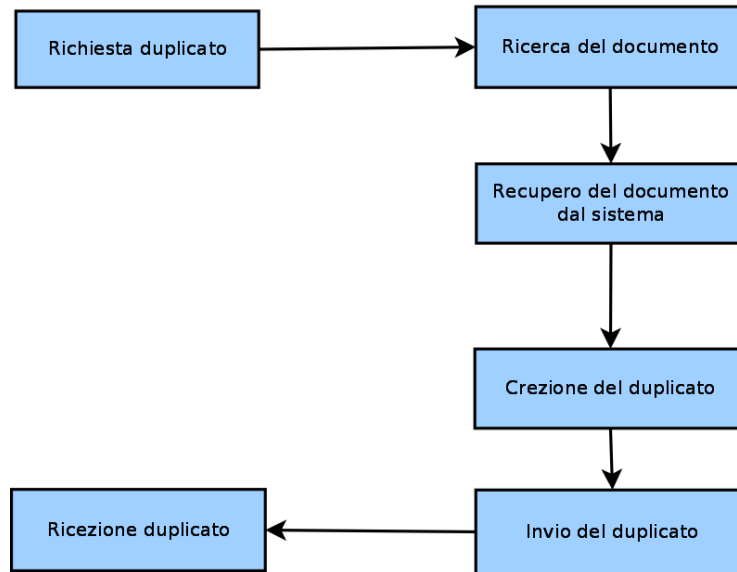 Richiesta duplicato
Ricerca del documento
Recupero del documento
dal sistema
Crezione del duplicato
Invio del duplicato
Ricezione duplicato